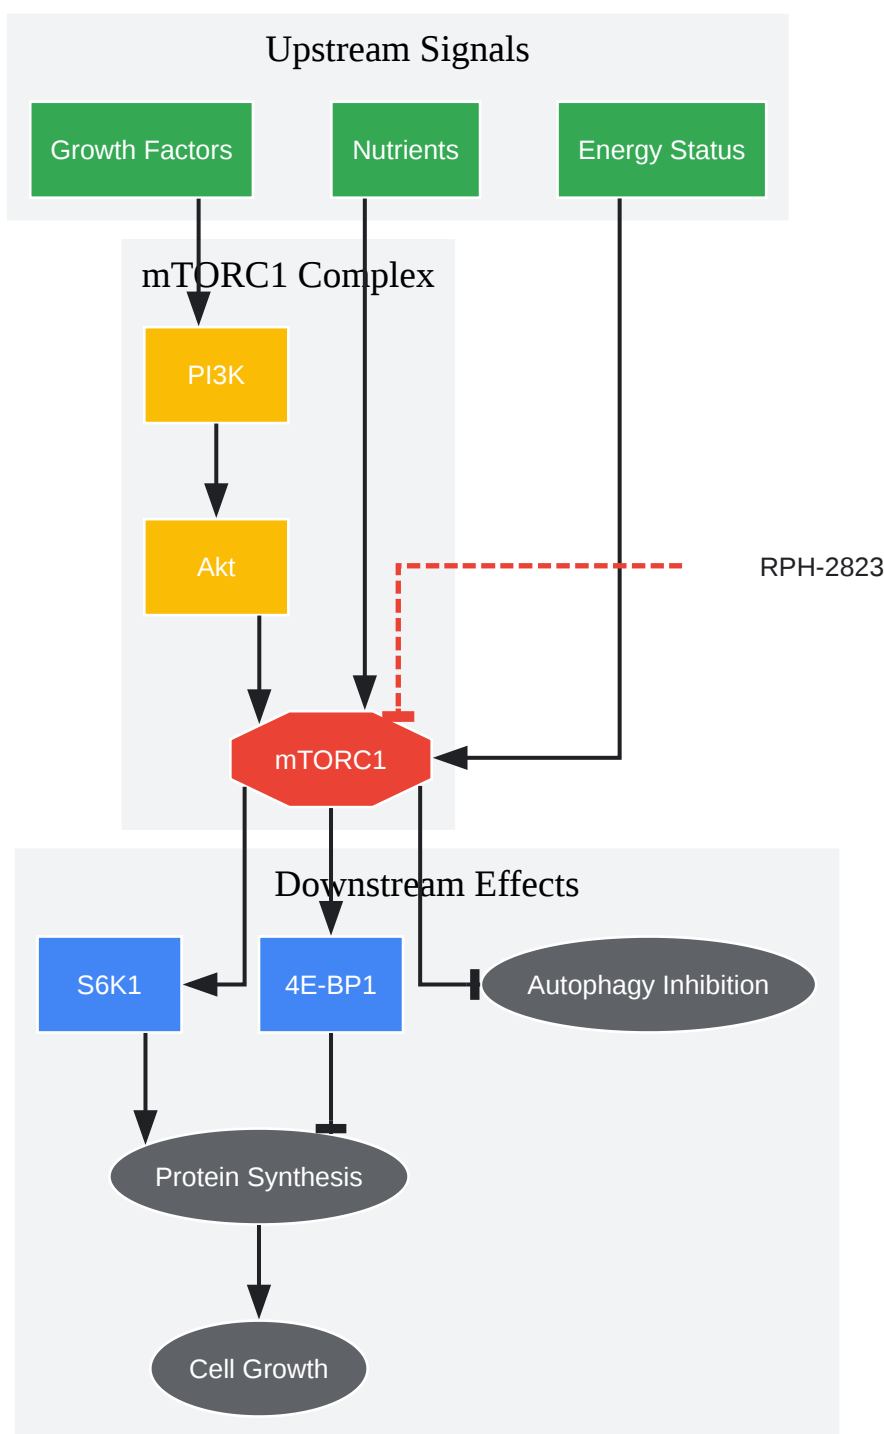 Upstream Signals
Growth Factors
Nutrients
Energy Status
mTORC1 Complex
PI3K
Akt
RPH-2823
mTORC1
Downstream Effects
S6K1
4E-BP1
Autophagy Inhibition
Protein Synthesis
Cell Growth